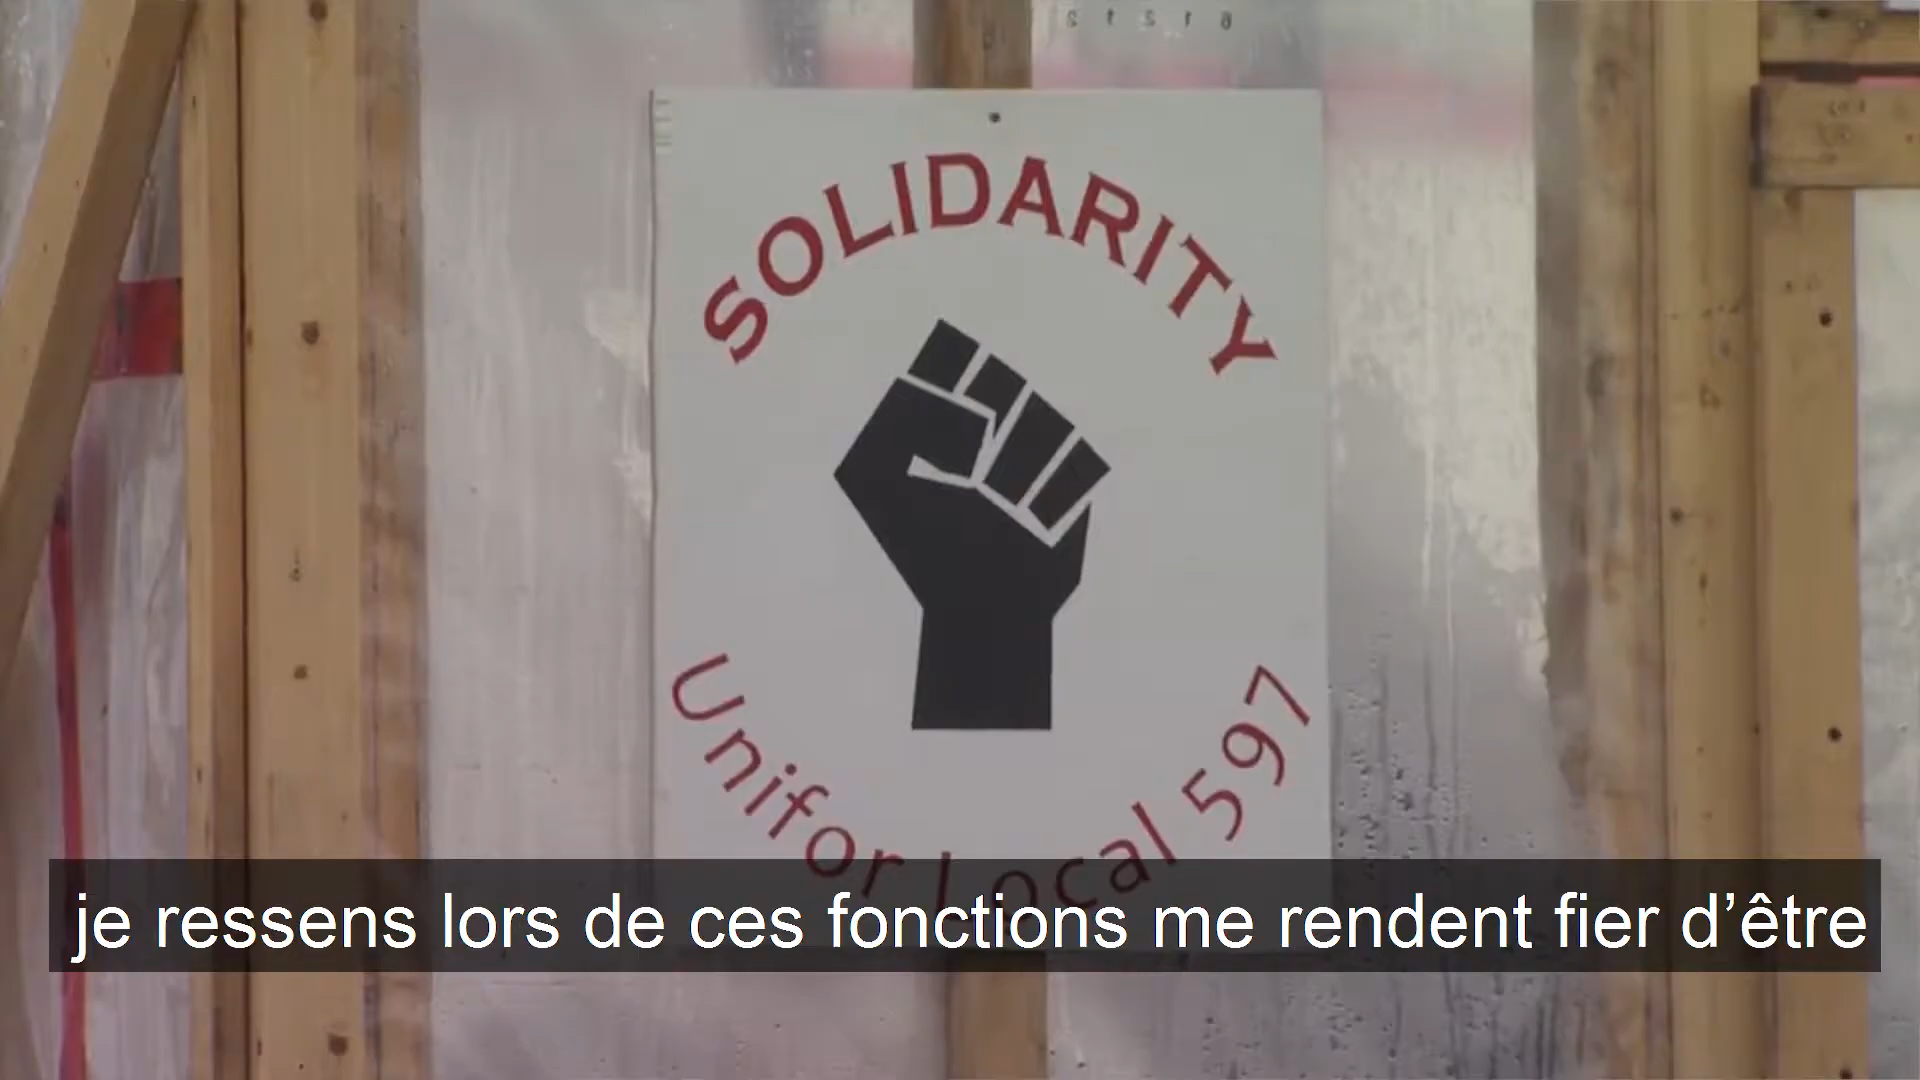 SOLIDARITY
Unifor Local 597
je ressens lors de ces fonctions me rendent fier d’être